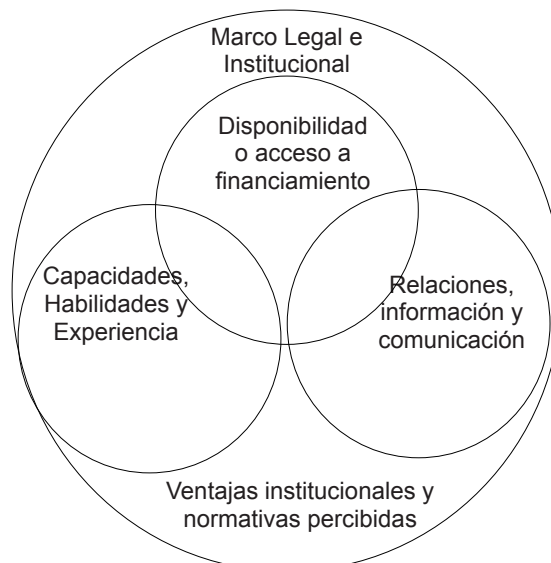 Marco Legal e
Institucional
Disponibilidad
o acceso a
financiamiento
Capacidades,
Habilidades y
Experiencia
Relaciones,
información y
comunicación
Ventajas institucionales y
normativas percibidas